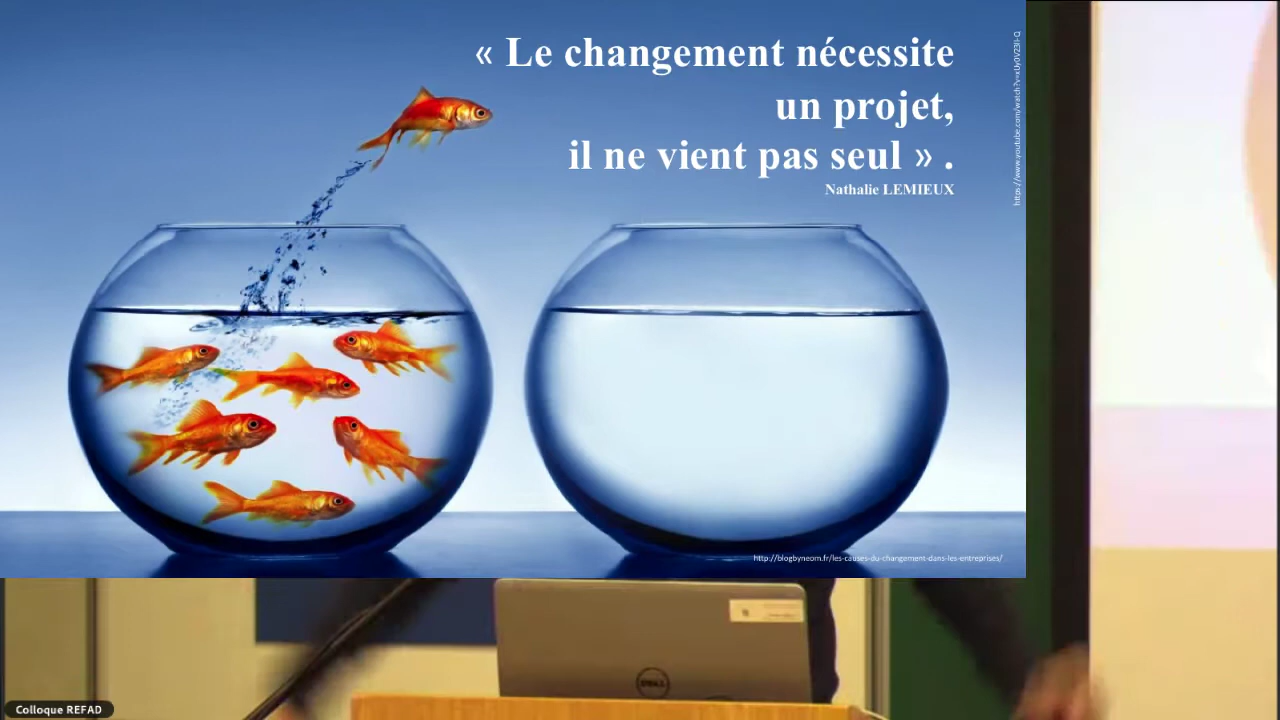 « Le changement nécessite
un projet,
il ne vient pas seul » .
Nathalie LEMIEUX
http://blogbyneom.fr/les-causes-du-changement-dans-les-entreprises/
DELL
Colloque REFAD